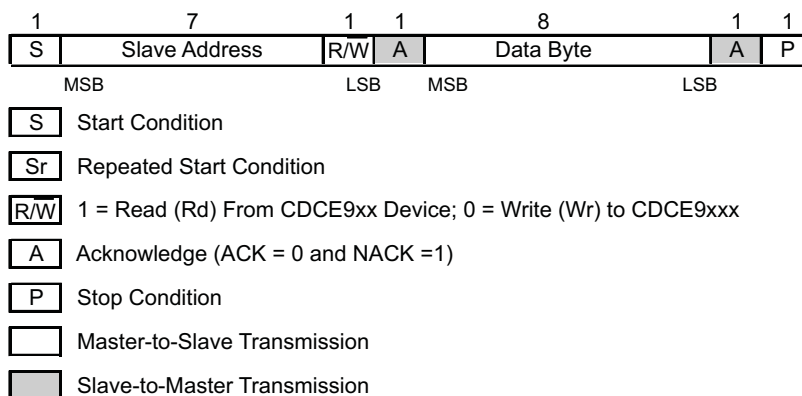 1 7 1 1 8 1 1
S Slave Address R/W̅ A Data Byte A P
MSB LSB MSB LSB
S Start Condition
Sr Repeated Start Condition
R/W̅ 1 = Read (Rd) From CDCE9xx Device; 0 = Write (Wr) to CDCE9xxx
A Acknowledge (ACK = 0 and NACK =1)
P Stop Condition
Master-to-Slave Transmission
Slave-to-Master Transmission